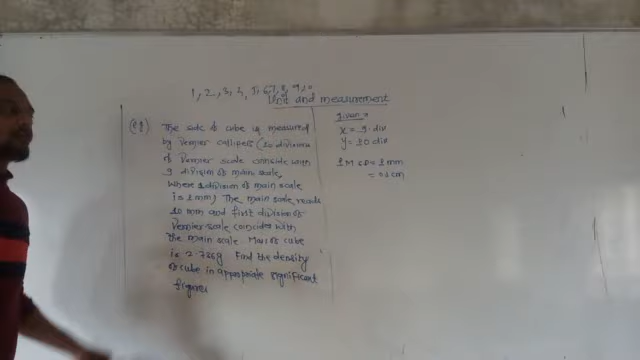 1, 2, 3, 4, 5, 6, 7, 8, 9, 10
Unit and measurement
(Q)
The side of cube is measured
by Vernier callipers (10 division
of Vernier scale coincide with
9 division of main scale,
Where 1 division of main scale
is 1 mm) The main scale reads
10 mm and first division of
Vernier scale coincides with
the main scale. Mass of cube
is 2.736g Find the density
of cube in appropriate significant
figures
given
x = 9 div
y = 10 div
1 M.S.D = 1 mm
= 0.1 cm